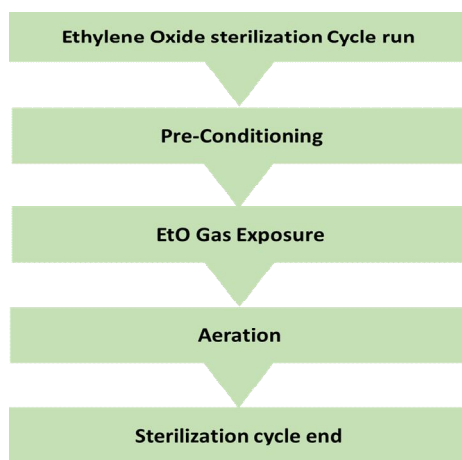 Ethylene Oxide sterilization Cycle run
Pre-Conditioning
EtO Gas Exposure
Aeration
Sterilization cycle end